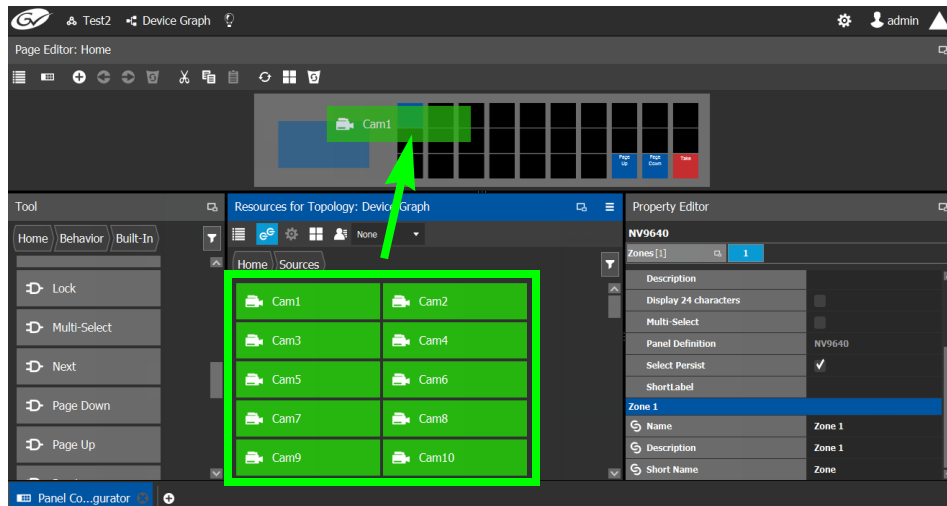 GV Test2 Device Graph admin
Page Editor: Home
Cam1
Page Up Page Down Take
Tool
Home Behavior Built-In
Lock
Multi-Select
Next
Page Down
Page Up
Resources for Topology: Device Graph
None
Home Sources
Cam1 Cam2
Cam3 Cam4
Cam5 Cam6
Cam7 Cam8
Cam9 Cam10
Property Editor
NV9640
Zones [1] 1
Description
Display 24 characters
Multi-Select
Panel Definition NV9640
Select Persist
ShortLabel
Zone 1
Name Zone 1
Description Zone 1
Short Name Zone
Panel Co...gurator